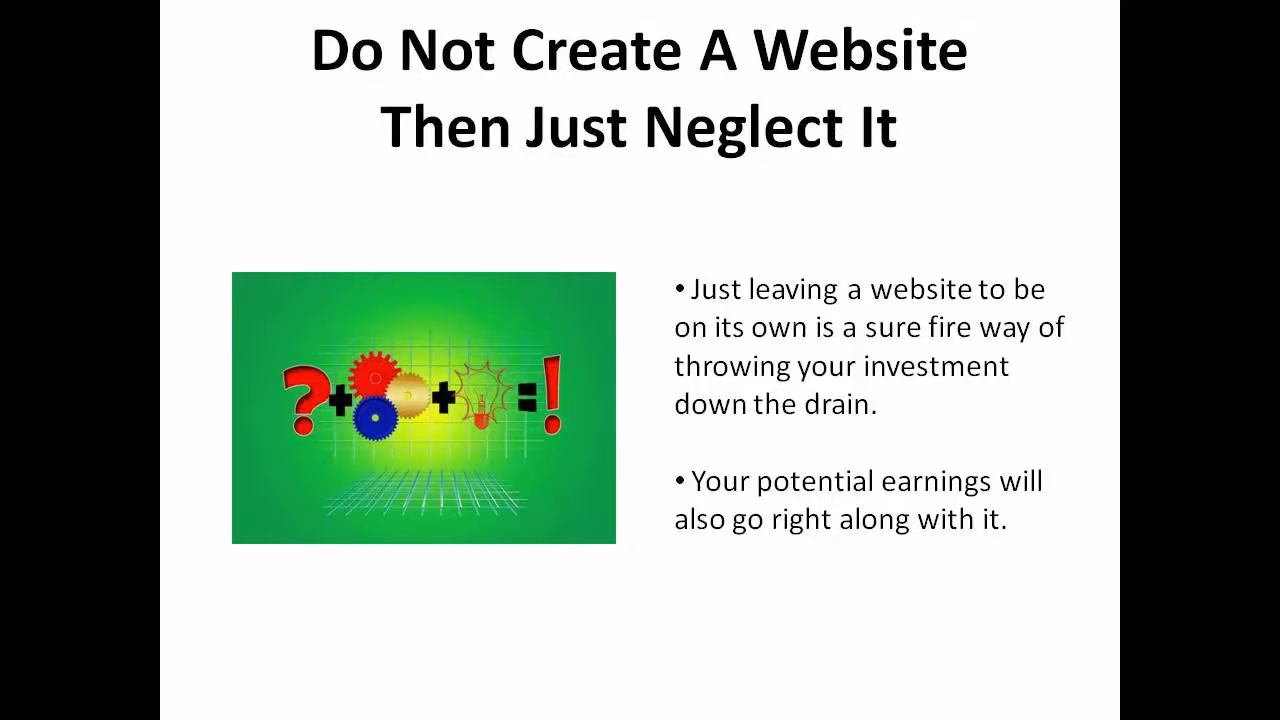 Do Not Create A Website
Then Just Neglect It
? + + = !
• Just leaving a website to be
on its own is a sure fire way of
throwing your investment
down the drain.
• Your potential earnings will
also go right along with it.